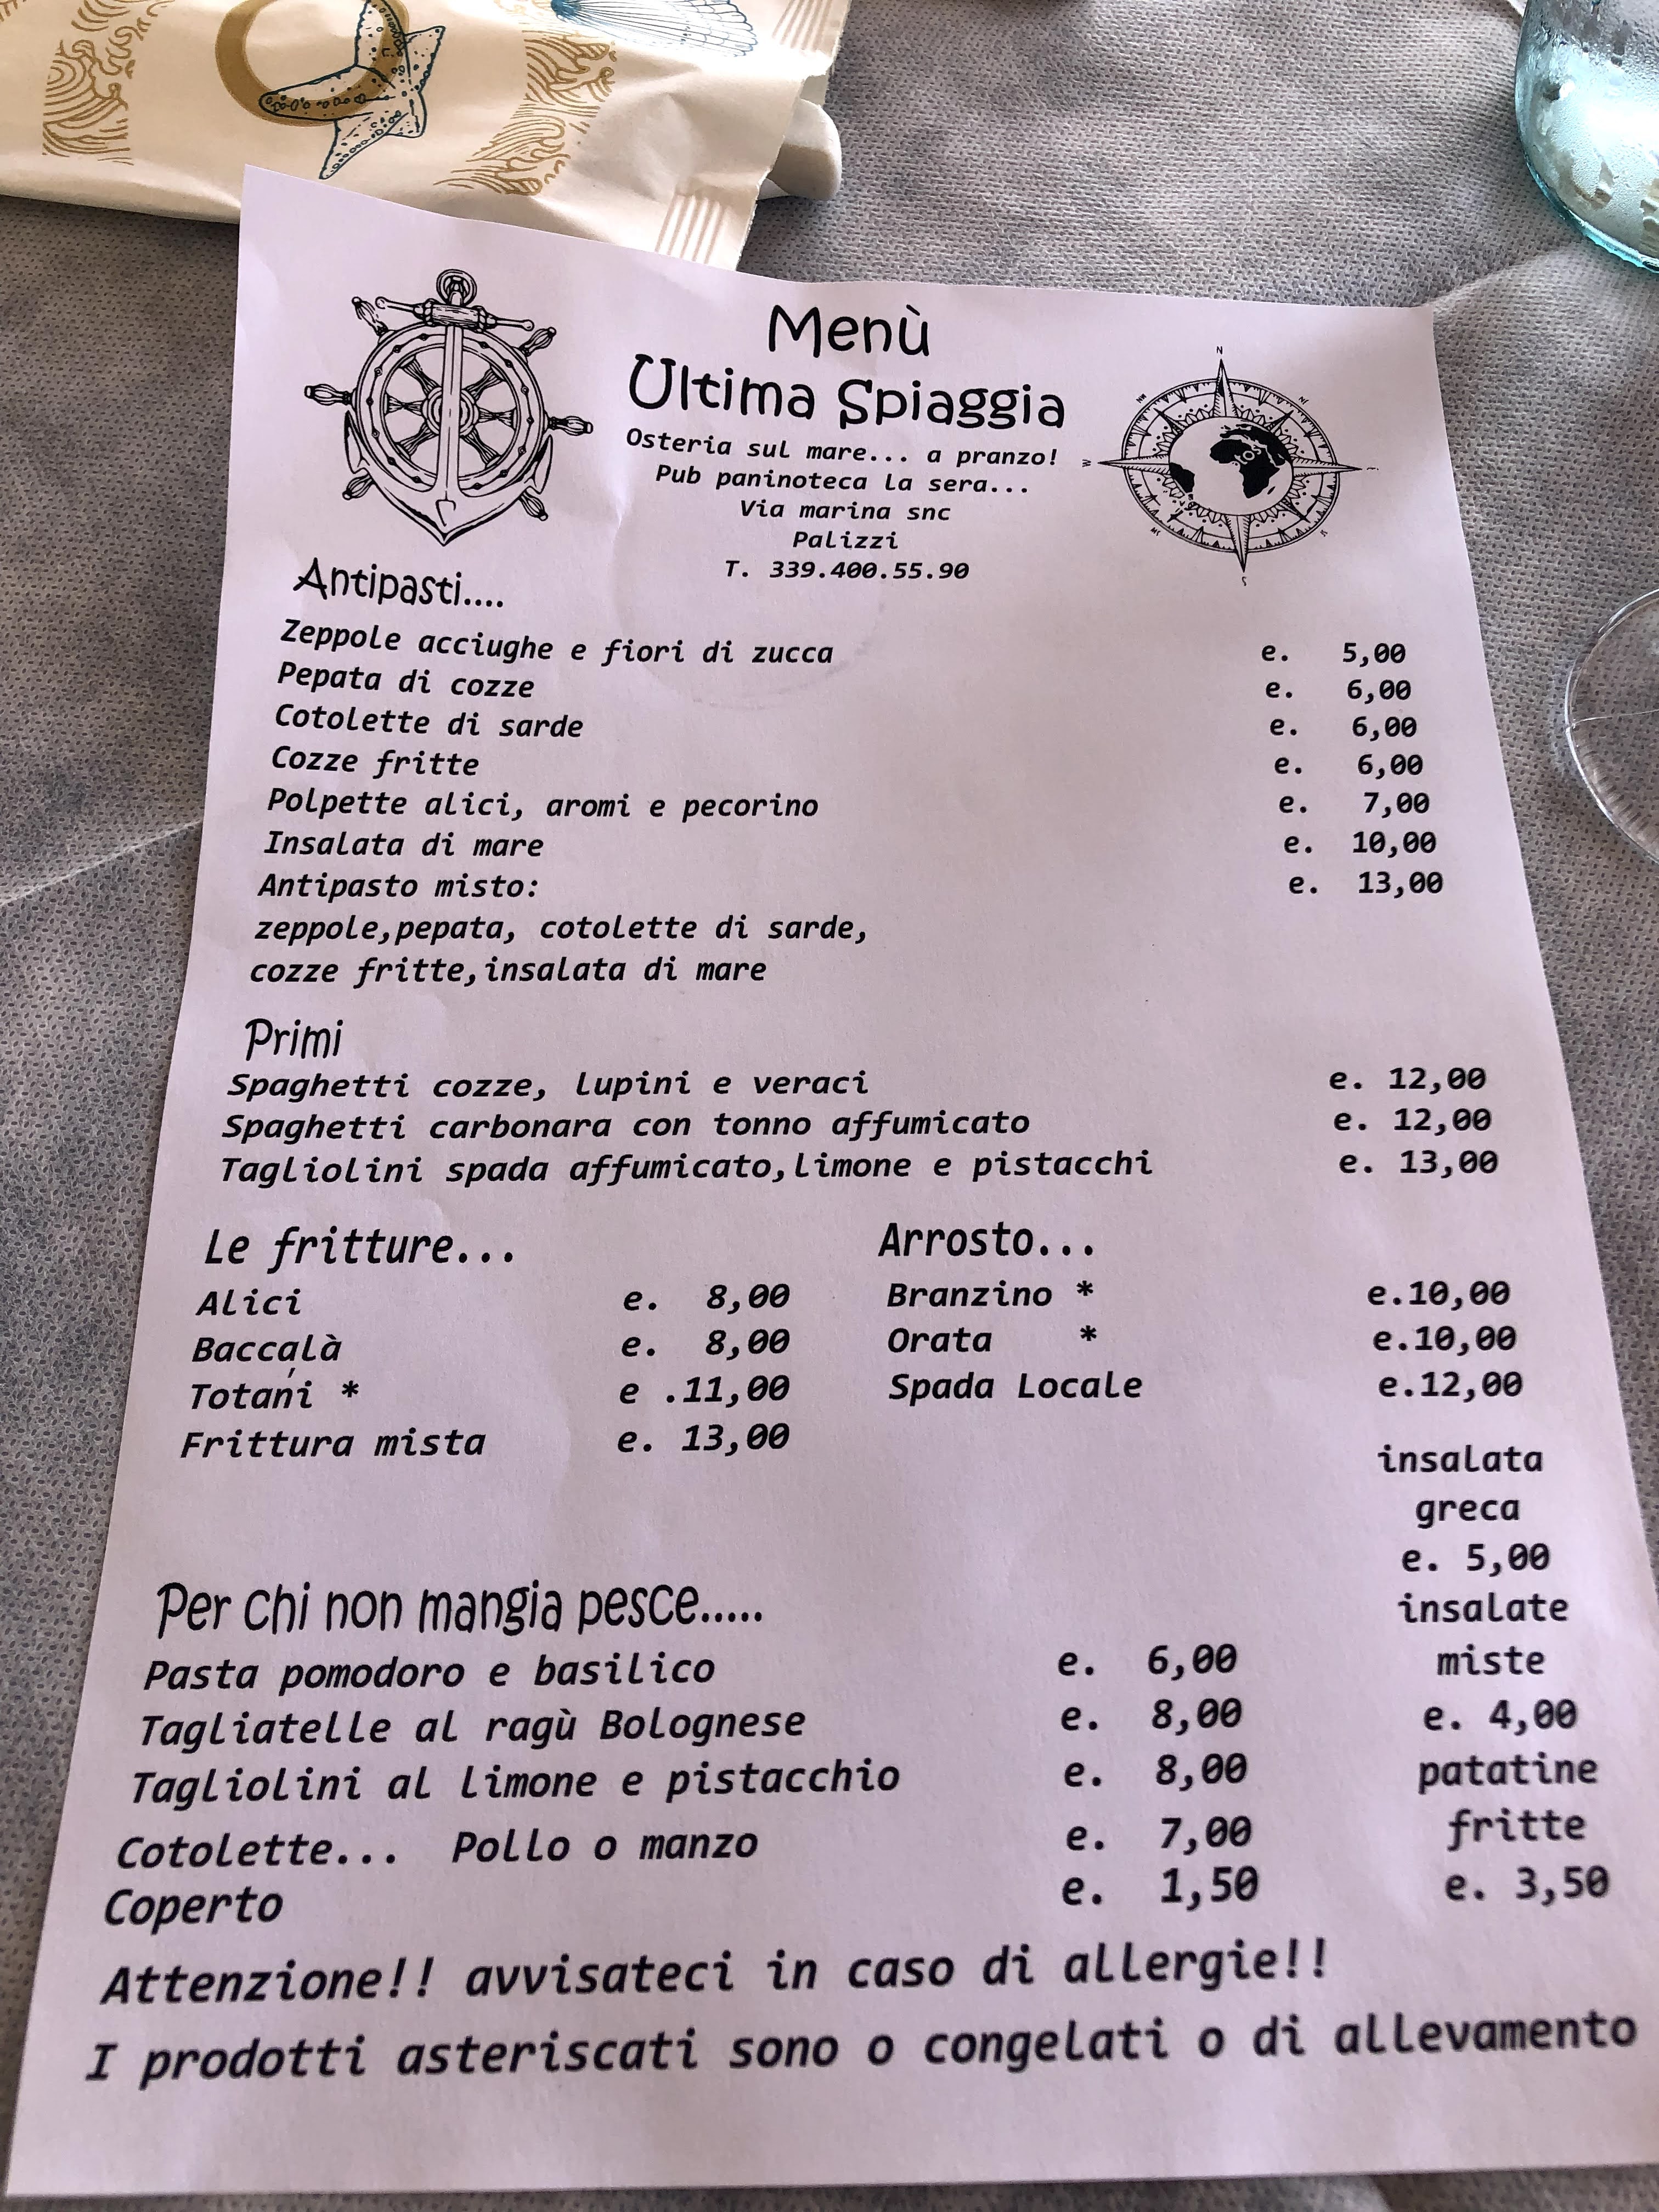 Menù
Ultima Spiaggia
Osteria sul mare... a pranzo!
Pub paninoteca la sera...
Via marina snc
Palizzi
T. 339.400.55.90
N
S
Antipasti....
Zeppole acciughe e fiori di zucca e. 5,00
Pepata di cozze e. 6,00
Cotolette di sarde e. 6,00
Cozze fritte e. 6,00
Polpette alici, aromi e pecorino e. 7,00
Insalata di mare e. 10,00
Antipasto misto: e. 13,00
zeppole,pepata, cotolette di sarde,
cozze fritte,insalata di mare
Primi
Spaghetti cozze, lupini e veraci e. 12,00
Spaghetti carbonara con tonno affumicato e. 12,00
Tagliolini spada affumicato,limone e pistacchi e. 13,00
Le fritture...
Alici e. 8,00
Baccalà e. 8,00
Totani * e .11,00
Frittura mista e. 13,00
Arrosto...
Branzino * e.10,00
Orata * e.10,00
Spada Locale e.12,00
insalata
greca
e. 5,00
insalate
miste
e. 4,00
patatine
fritte
e. 3,50
Per chi non mangia pesce.....
Pasta pomodoro e basilico e. 6,00
Tagliatelle al ragù Bolognese e. 8,00
Tagliolini al limone e pistacchio e. 8,00
Cotolette... Pollo o manzo e. 7,00
Coperto e. 1,50
Attenzione!! avvisateci in caso di allergie!!
I prodotti asteriscati sono o congelati o di allevamento